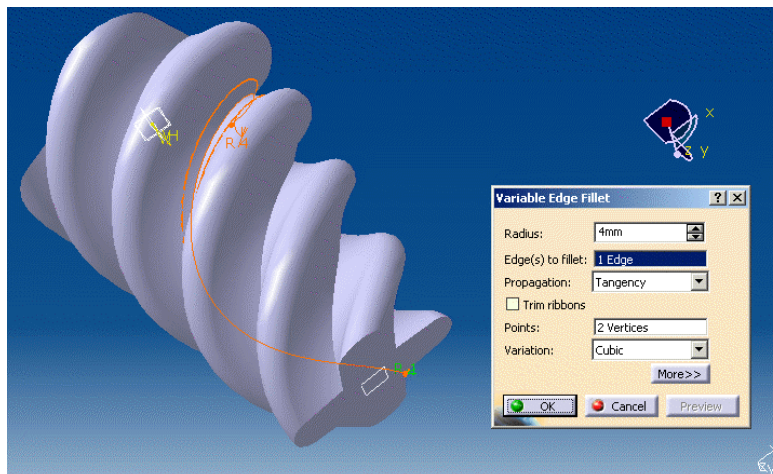 H
V
R 4
x
z y
Variable Edge Fillet
Radius: 4mm
Edge(s) to fillet: 1 Edge
Propagation: Tangency
Trim ribbons
Points: 2 Vertices
Variation: Cubic
More>>
OK Cancel Preview